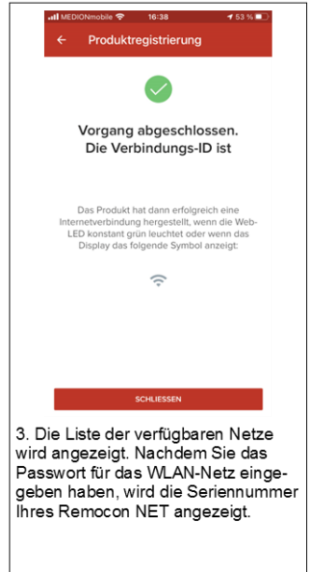 MEDIONmobile 16:38 53 %
Produktregistrierung
Vorgang abgeschlossen.
Die Verbindungs-ID ist
Das Produkt hat dann erfolgreich eine
Internetverbindung hergestellt, wenn die Web-
LED konstant grün leuchtet oder wenn das
Display das folgende Symbol anzeigt:
SCHLIESSEN
3. Die Liste der verfügbaren Netze
wird angezeigt. Nachdem Sie das
Passwort für das WLAN-Netz einge-
geben haben, wird die Seriennummer
Ihres Remocon NET angezeigt.